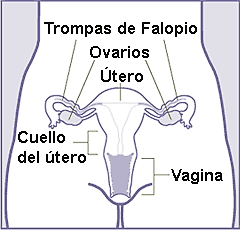 Trompas de Falopio
Ovarios
Útero
Cuello
del útero
Vagina